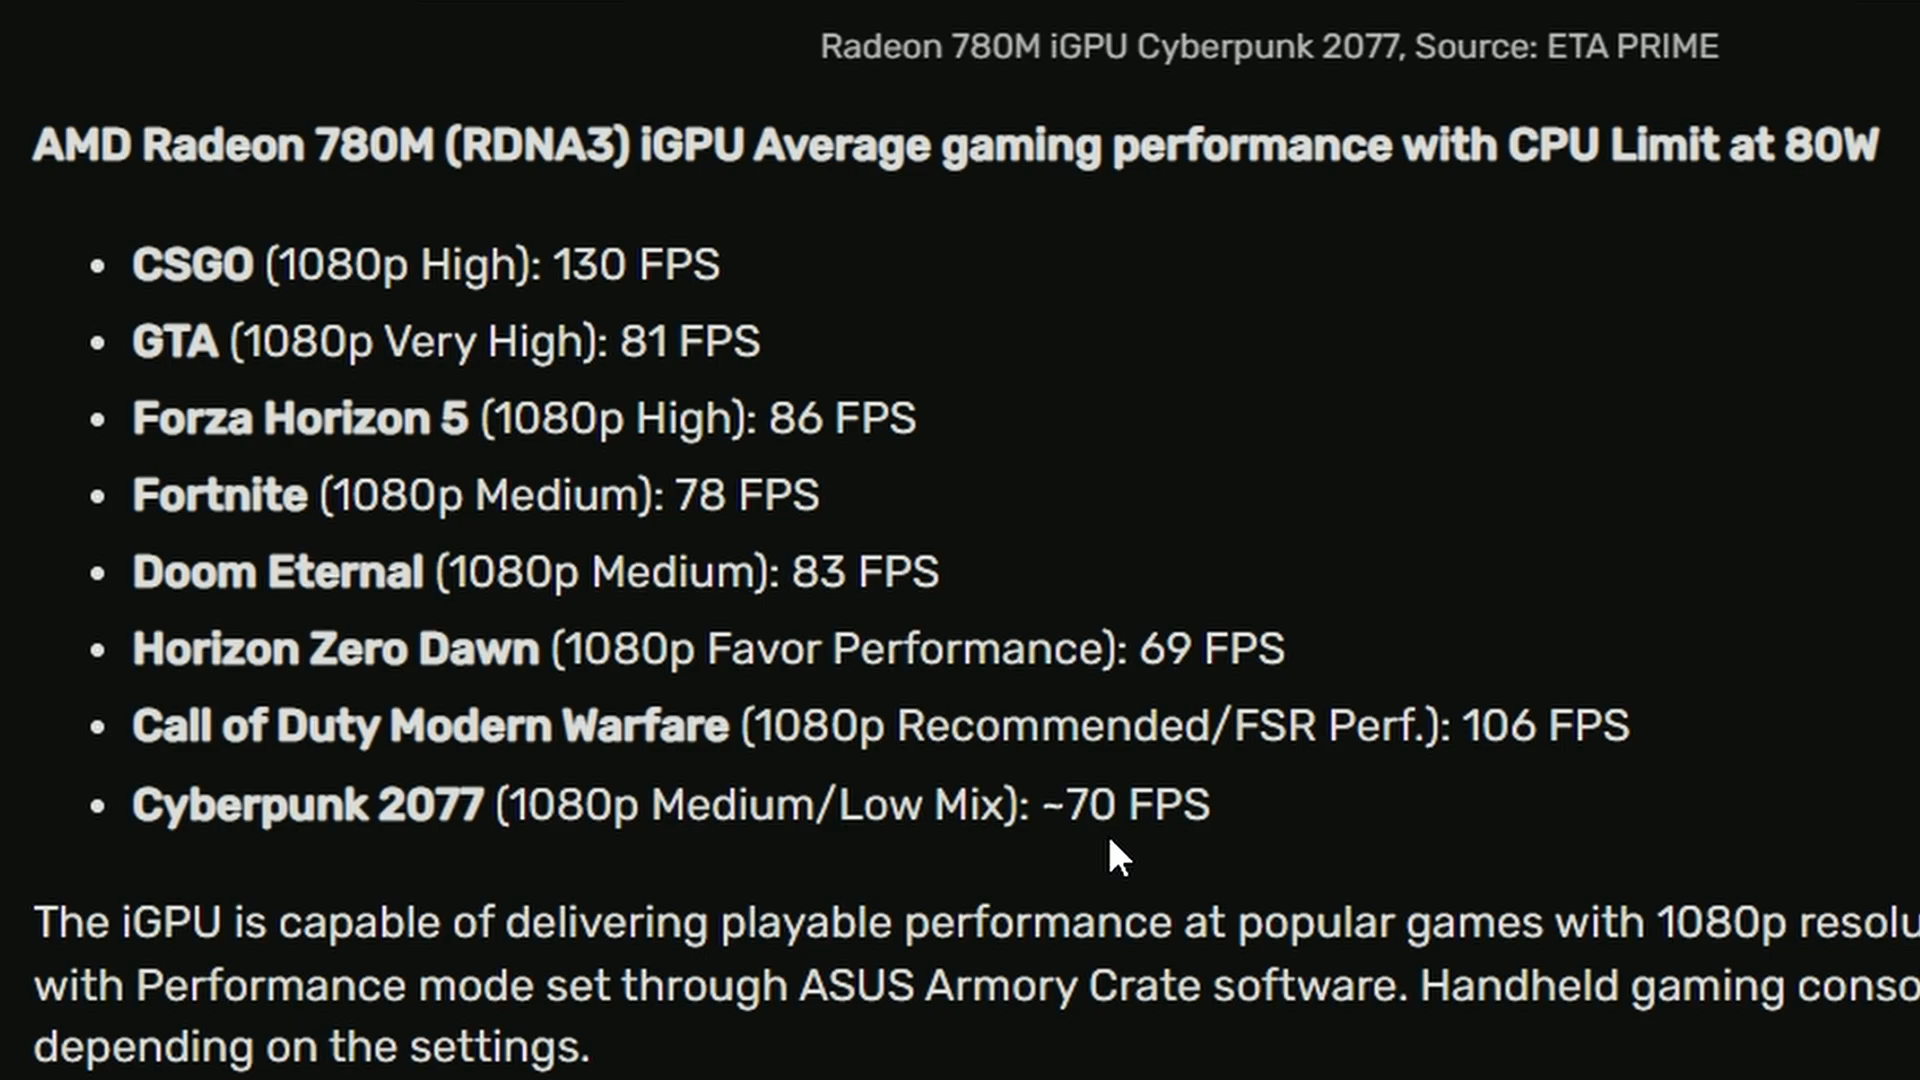 Radeon 780M iGPU Cyberpunk 2077, Source: ETA PRIME
AMD Radeon 780M (RDNA3) iGPU Average gaming performance with CPU Limit at 80W
• CSGO (1080p High): 130 FPS
• GTA (1080p Very High): 81 FPS
• Forza Horizon 5 (1080p High): 86 FPS
• Fortnite (1080p Medium): 78 FPS
• Doom Eternal (1080p Medium): 83 FPS
• Horizon Zero Dawn (1080p Favor Performance): 69 FPS
• Call of Duty Modern Warfare (1080p Recommended/FSR Perf.): 106 FPS
• Cyberpunk 2077 (1080p Medium/Low Mix): ~70 FPS
The iGPU is capable of delivering playable performance at popular games with 1080p resolu
with Performance mode set through ASUS Armory Crate software. Handheld gaming conso
depending on the settings.